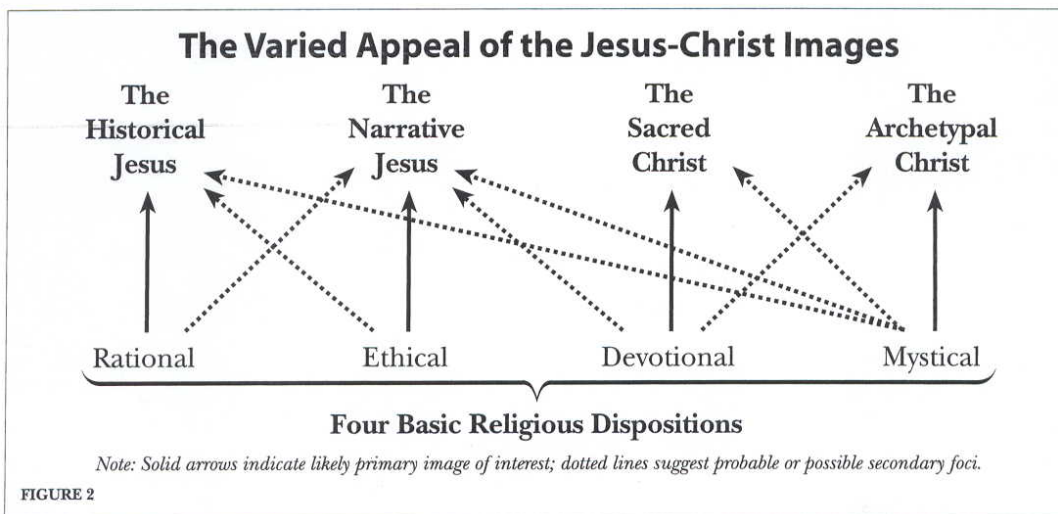 The Varied Appeal of the Jesus-Christ Images
The Historical Jesus
The Narrative Jesus
The Sacred Christ
The Archetypal Christ
Rational Ethical Devotional Mystical
Four Basic Religious Dispositions
Note: Solid arrows indicate likely primary image of interest; dotted lines suggest probable or possible secondary foci.
FIGURE 2